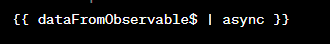 {{ dataFromObservable$ | async }}